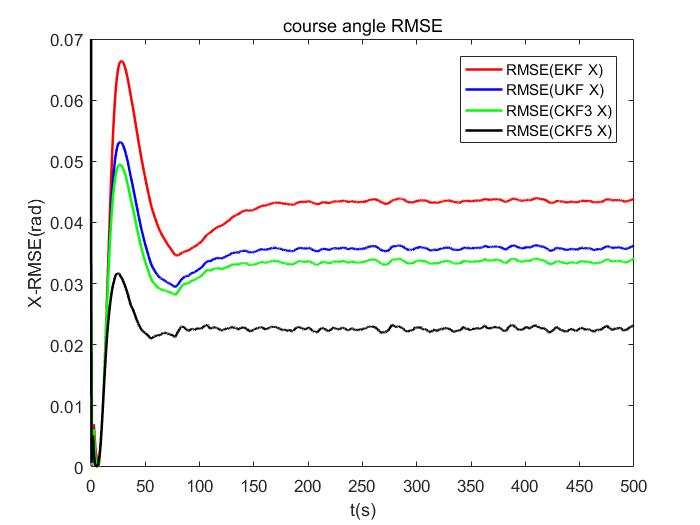 course angle RMSE
X-RMSE(rad)
0.07
0.06
0.05
0.04
0.03
0.02
0.01
0
RMSE(EKF X)
RMSE(UKF X)
RMSE(CKF3 X)
RMSE(CKF5 X)
0 50 100 150 200 250 300 350 400 450 500
t(s)